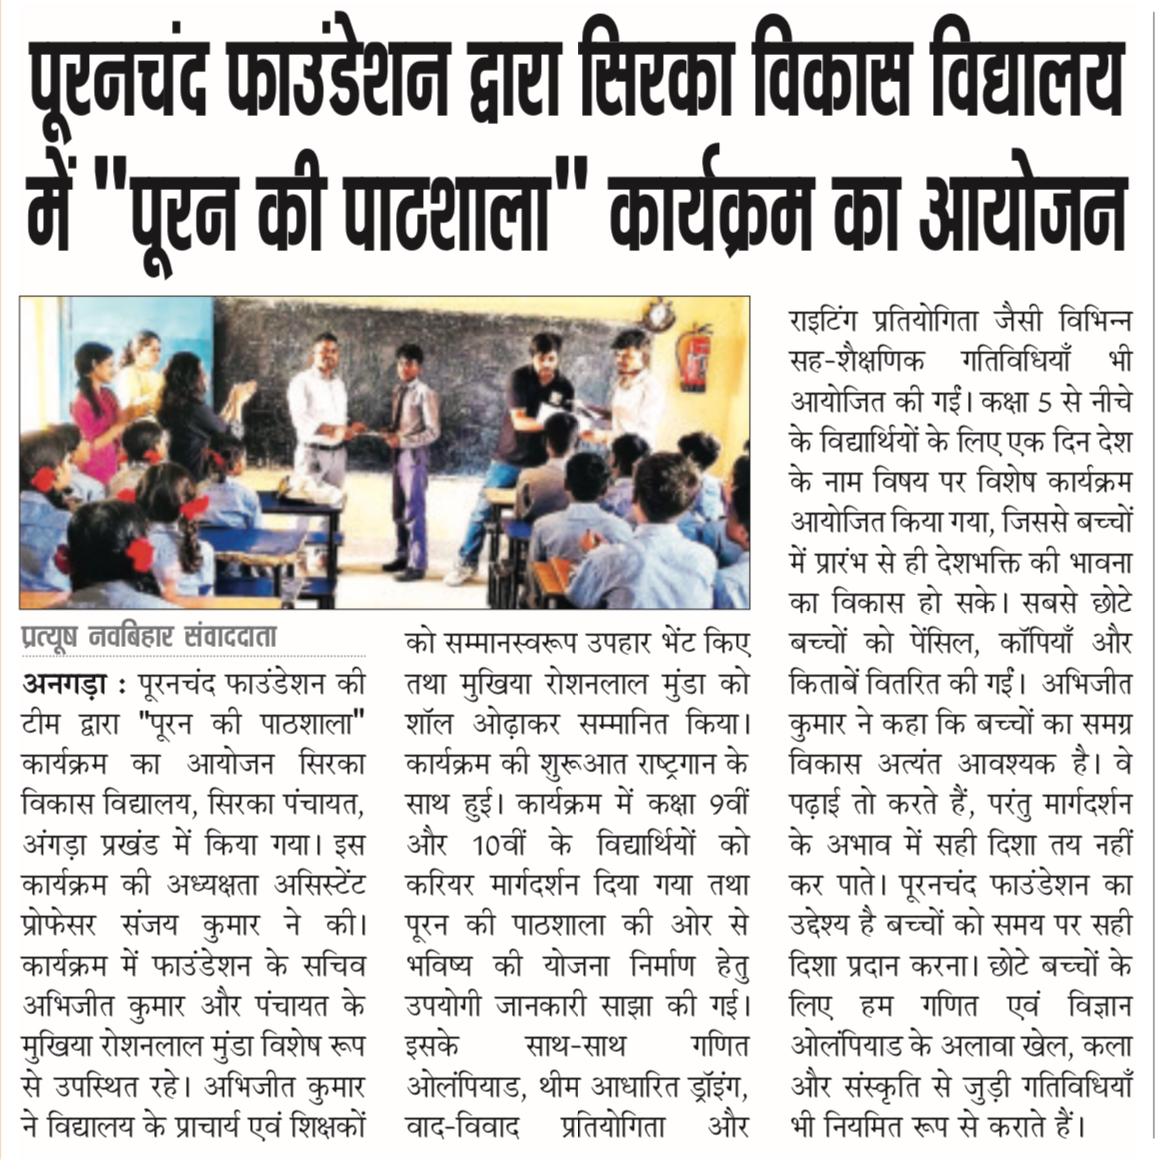 पूरनचंद फाउंडेशन द्वारा सिरका विकास विद्यालय
में "पूरन की पाठशाला" कार्यक्रम का आयोजन
प्रत्यूष नवबिहार संवाददाता
अनगड़ा : पूरनचंद फाउंडेशन की
टीम द्वारा "पूरन की पाठशाला"
कार्यक्रम का आयोजन सिरका
विकास विद्यालय, सिरका पंचायत,
अंगड़ा प्रखंड में किया गया। इस
कार्यक्रम की अध्यक्षता असिस्टेंट
प्रोफेसर संजय कुमार ने की।
कार्यक्रम में फाउंडेशन के सचिव
अभिजीत कुमार और पंचायत के
मुखिया रोशनलाल मुंडा विशेष रूप
से उपस्थित रहे। अभिजीत कुमार
ने विद्यालय के प्राचार्य एवं शिक्षकों
को सम्मानस्वरूप उपहार भेंट किए
तथा मुखिया रोशनलाल मुंडा को
शॉल ओढ़ाकर सम्मानित किया।
कार्यक्रम की शुरूआत राष्ट्रगान के
साथ हुई। कार्यक्रम में कक्षा 9वीं
और 10वीं के विद्यार्थियों को
करियर मार्गदर्शन दिया गया तथा
पूरन की पाठशाला की ओर से
भविष्य की योजना निर्माण हेतु
उपयोगी जानकारी साझा की गई।
इसके साथ-साथ गणित
ओलंपियाड, थीम आधारित ड्रॉइंग,
वाद-विवाद प्रतियोगिता और
राइटिंग प्रतियोगिता जैसी विभिन्न
सह-शैक्षणिक गतिविधियाँ भी
आयोजित की गईं। कक्षा 5 से नीचे
के विद्यार्थियों के लिए एक दिन देश
के नाम विषय पर विशेष कार्यक्रम
आयोजित किया गया, जिससे बच्चों
में प्रारंभ से ही देशभक्ति की भावना
का विकास हो सके। सबसे छोटे
बच्चों को पेंसिल, कॉपियाँ और
किताबें वितरित की गईं। अभिजीत
कुमार ने कहा कि बच्चों का समग्र
विकास अत्यंत आवश्यक है। वे
पढ़ाई तो करते हैं, परंतु मार्गदर्शन
के अभाव में सही दिशा तय नहीं
कर पाते। पूरनचंद फाउंडेशन का
उद्देश्य है बच्चों को समय पर सही
दिशा प्रदान करना। छोटे बच्चों के
लिए हम गणित एवं विज्ञान
ओलंपियाड के अलावा खेल, कला
और संस्कृति से जुड़ी गतिविधियाँ
भी नियमित रूप से कराते हैं।